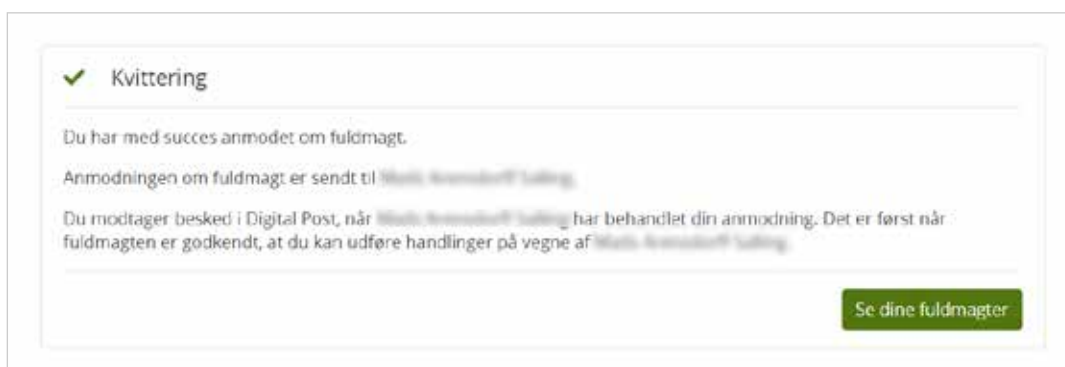 Kvittering
Du har med succes anmodet om fuldmagt.
Anmodningen om fuldmagt er sendt til
Du modtager besked i Digital Post, når har behandlet din anmodning. Det er først når
fuldmagten er godkendt, at du kan udføre handlinger på vegne af
Se dine fuldmagter